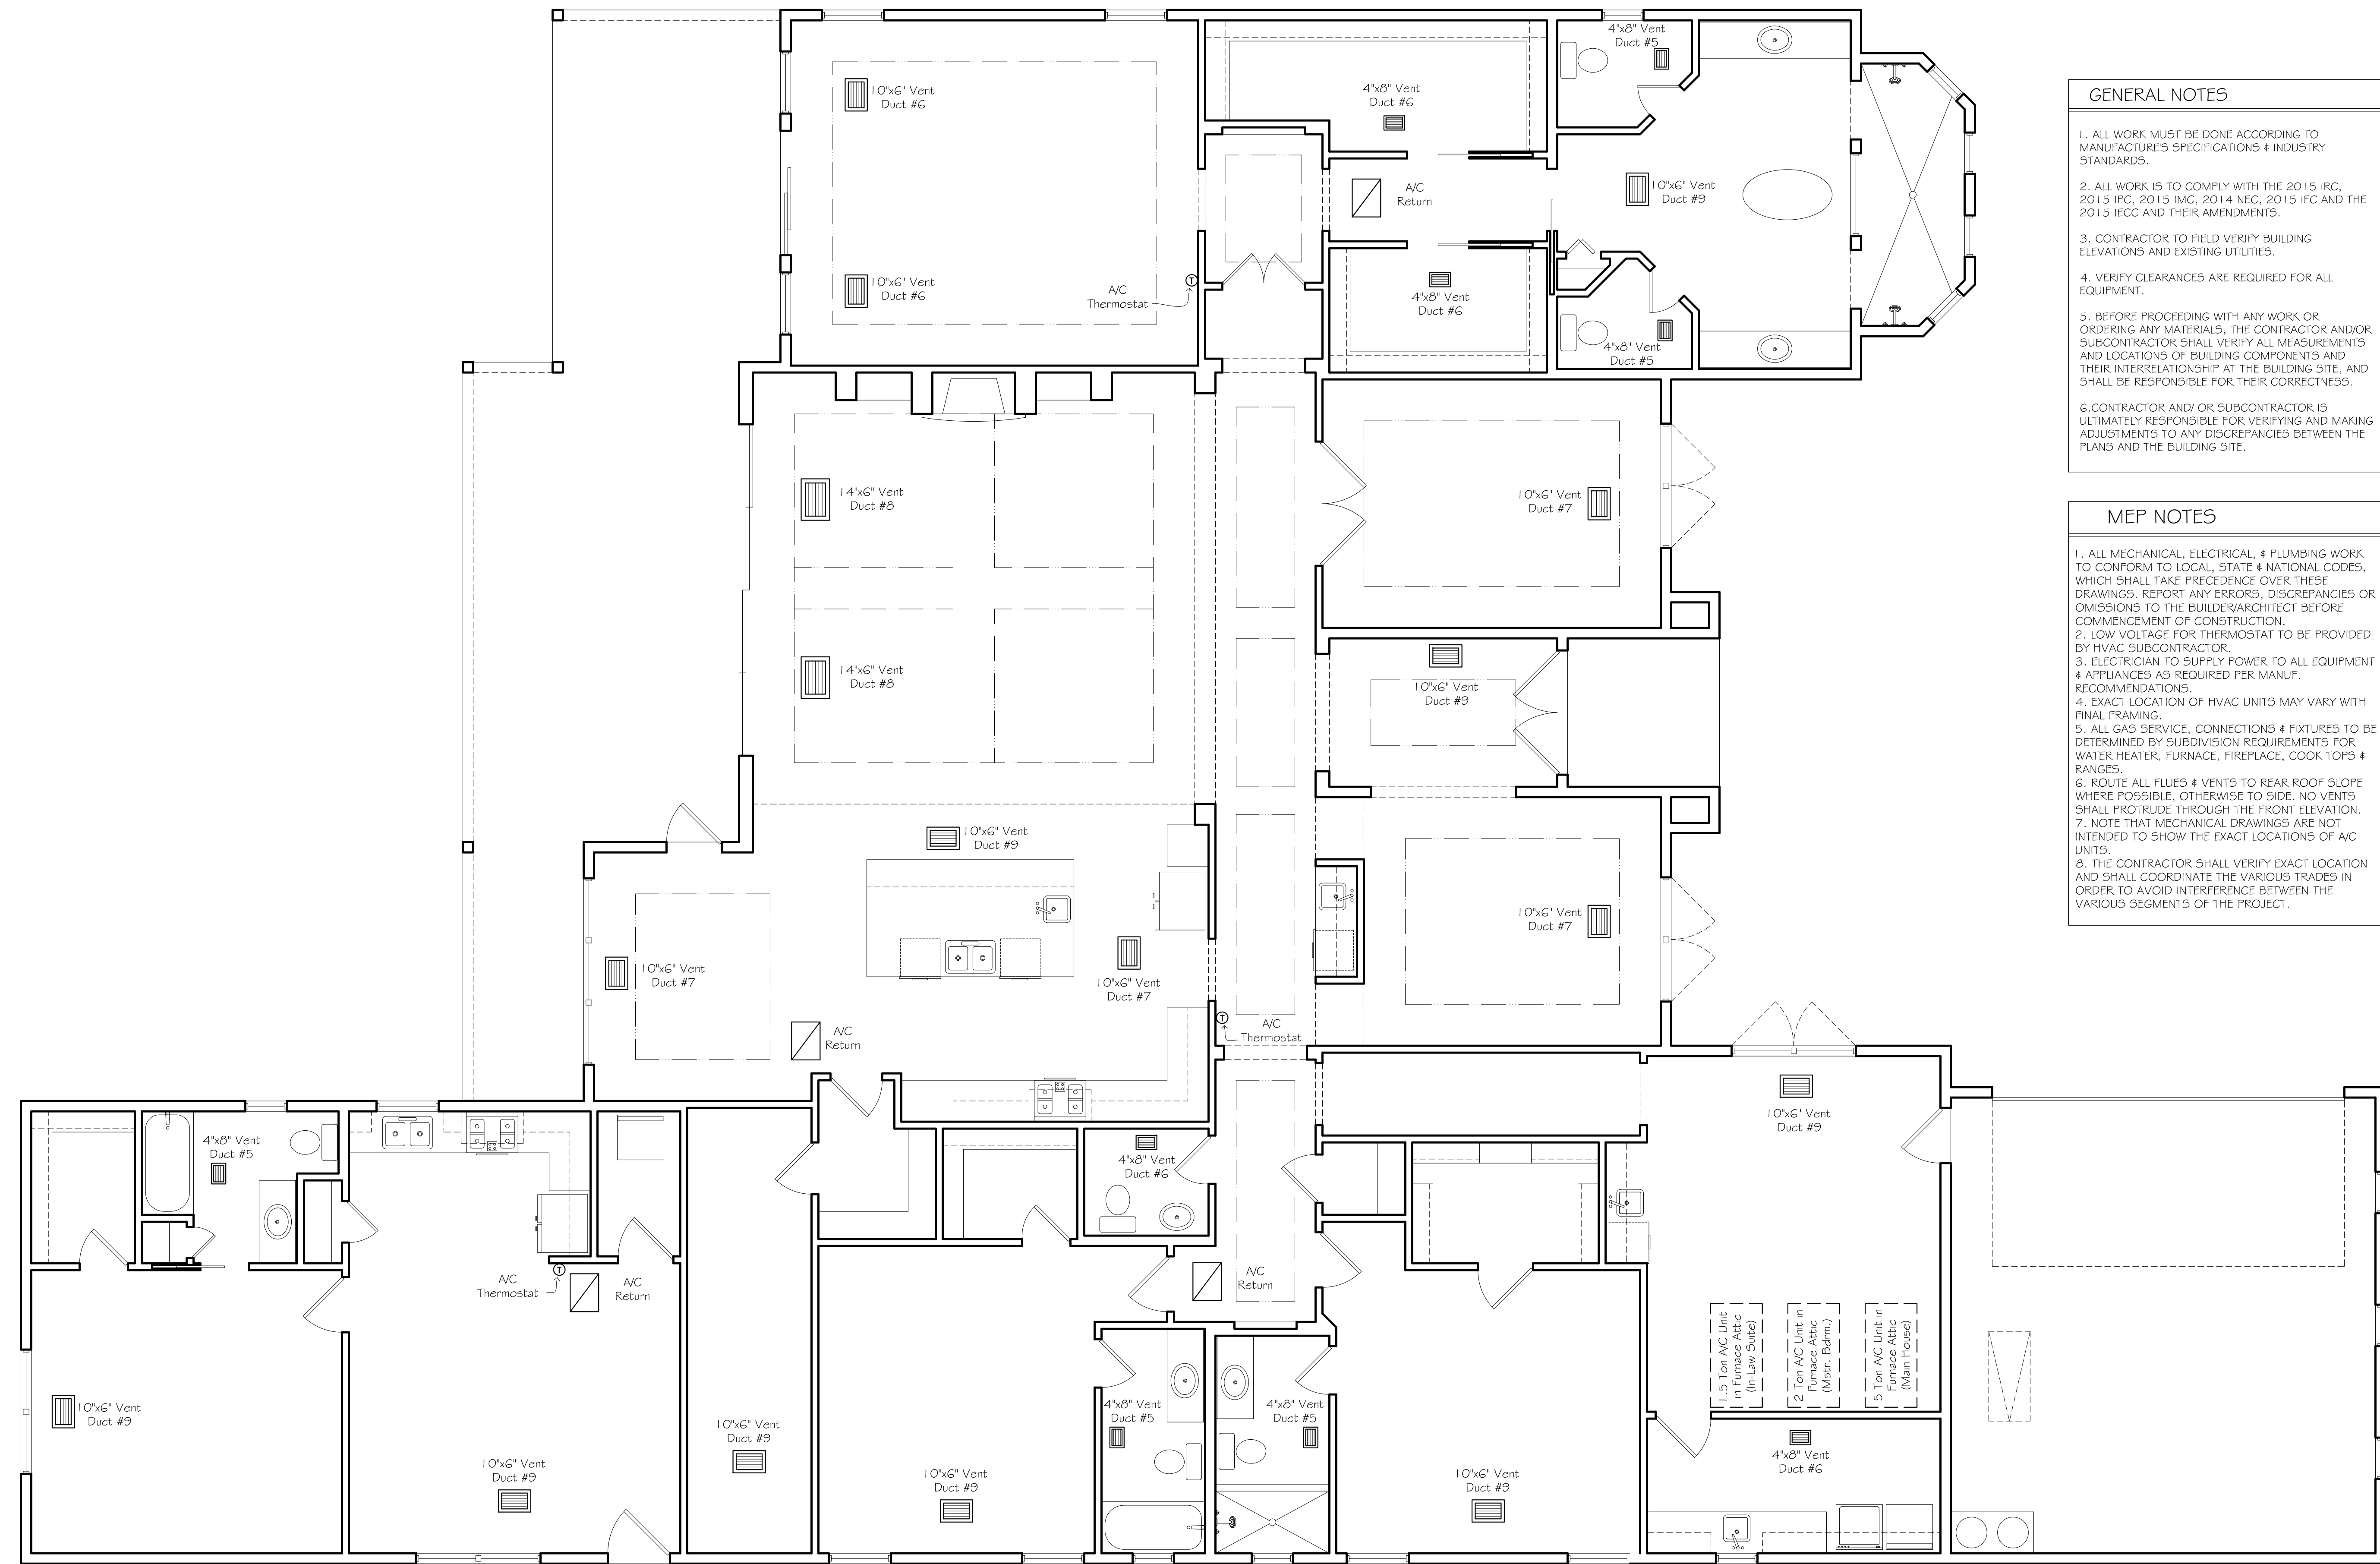 4"x8" Vent
Duct #5
10"x6" Vent
Duct #6
4"x8" Vent
Duct #6
A/C
Return
10"x6" Vent
Duct #9
10"x6" Vent
Duct #6
A/C
Thermostat
4"x8" Vent
Duct #6
4"x8" Vent
Duct #5
14"x6" Vent
Duct #8
10"x6" Vent
Duct #7
14"x6" Vent
Duct #8
10"x6" Vent
Duct #9
10"x6" Vent
Duct #9
10"x6" Vent
Duct #7
10"x6" Vent
Duct #7
10"x6" Vent
Duct #7
A/C
Return
T
A/C
Thermostat
T
10"x6" Vent
Duct #9
4"x8" Vent
Duct #5
4"x8" Vent
Duct #6
A/C
Thermostat
T
A/C
Return
A/C
Return
1.5 Ton A/C Unit
in Furnace Attic
(In-Law Suite)
2 Ton A/C Unit in
Furnace Attic
(Mstr. Bdrm.)
5 Ton A/C Unit in
Furnace Attic
(Main House)
10"x6" Vent
Duct #9
10"x6" Vent
Duct #9
10"x6" Vent
Duct #9
10"x6" Vent
Duct #9
4"x8" Vent
Duct #5
4"x8" Vent
Duct #5
10"x6" Vent
Duct #9
4"x8" Vent
Duct #6
GENERAL NOTES
1. ALL WORK MUST BE DONE ACCORDING TO
MANUFACTURE'S SPECIFICATIONS & INDUSTRY
STANDARDS.
2. ALL WORK IS TO COMPLY WITH THE 2015 IRC,
2015 IPC, 2015 IMC, 2014 NEC, 2015 IFC AND THE
2015 IECC AND THEIR AMENDMENTS.
3. CONTRACTOR TO FIELD VERIFY BUILDING
ELEVATIONS AND EXISTING UTILITIES.
4. VERIFY CLEARANCES ARE REQUIRED FOR ALL
EQUIPMENT.
5. BEFORE PROCEEDING WITH ANY WORK OR
ORDERING ANY MATERIALS, THE CONTRACTOR AND/OR
SUBCONTRACTOR SHALL VERIFY ALL MEASUREMENTS
AND LOCATIONS OF BUILDING COMPONENTS AND
THEIR INTERRELATIONSHIP AT THE BUILDING SITE, AND
SHALL BE RESPONSIBLE FOR THEIR CORRECTNESS.
6.CONTRACTOR AND/ OR SUBCONTRACTOR IS
ULTIMATELY RESPONSIBLE FOR VERIFYING AND MAKING
ADJUSTMENTS TO ANY DISCREPANCIES BETWEEN THE
PLANS AND THE BUILDING SITE.
MEP NOTES
1. ALL MECHANICAL, ELECTRICAL, & PLUMBING WORK
TO CONFORM TO LOCAL, STATE & NATIONAL CODES,
WHICH SHALL TAKE PRECEDENCE OVER THESE
DRAWINGS. REPORT ANY ERRORS, DISCREPANCIES OR
OMISSIONS TO THE BUILDER/ARCHITECT BEFORE
COMMENCEMENT OF CONSTRUCTION.
2. LOW VOLTAGE FOR THERMOSTAT TO BE PROVIDED
BY HVAC SUBCONTRACTOR.
3. ELECTRICIAN TO SUPPLY POWER TO ALL EQUIPMENT
& APPLIANCES AS REQUIRED PER MANUF.
RECOMMENDATIONS.
4. EXACT LOCATION OF HVAC UNITS MAY VARY WITH
FINAL FRAMING.
5. ALL GAS SERVICE, CONNECTIONS & FIXTURES TO BE
DETERMINED BY SUBDIVISION REQUIREMENTS FOR
WATER HEATER, FURNACE, FIREPLACE, COOK TOPS &
RANGES.
6. ROUTE ALL FLUES & VENTS TO REAR ROOF SLOPE
WHERE POSSIBLE, OTHERWISE TO SIDE. NO VENTS
SHALL PROTRUDE THROUGH THE FRONT ELEVATION.
7. NOTE THAT MECHANICAL DRAWINGS ARE NOT
INTENDED TO SHOW THE EXACT LOCATIONS OF A/C
UNITS.
8. THE CONTRACTOR SHALL VERIFY EXACT LOCATION
AND SHALL COORDINATE THE VARIOUS TRADES IN
ORDER TO AVOID INTERFERENCE BETWEEN THE
VARIOUS SEGMENTS OF THE PROJECT.
T